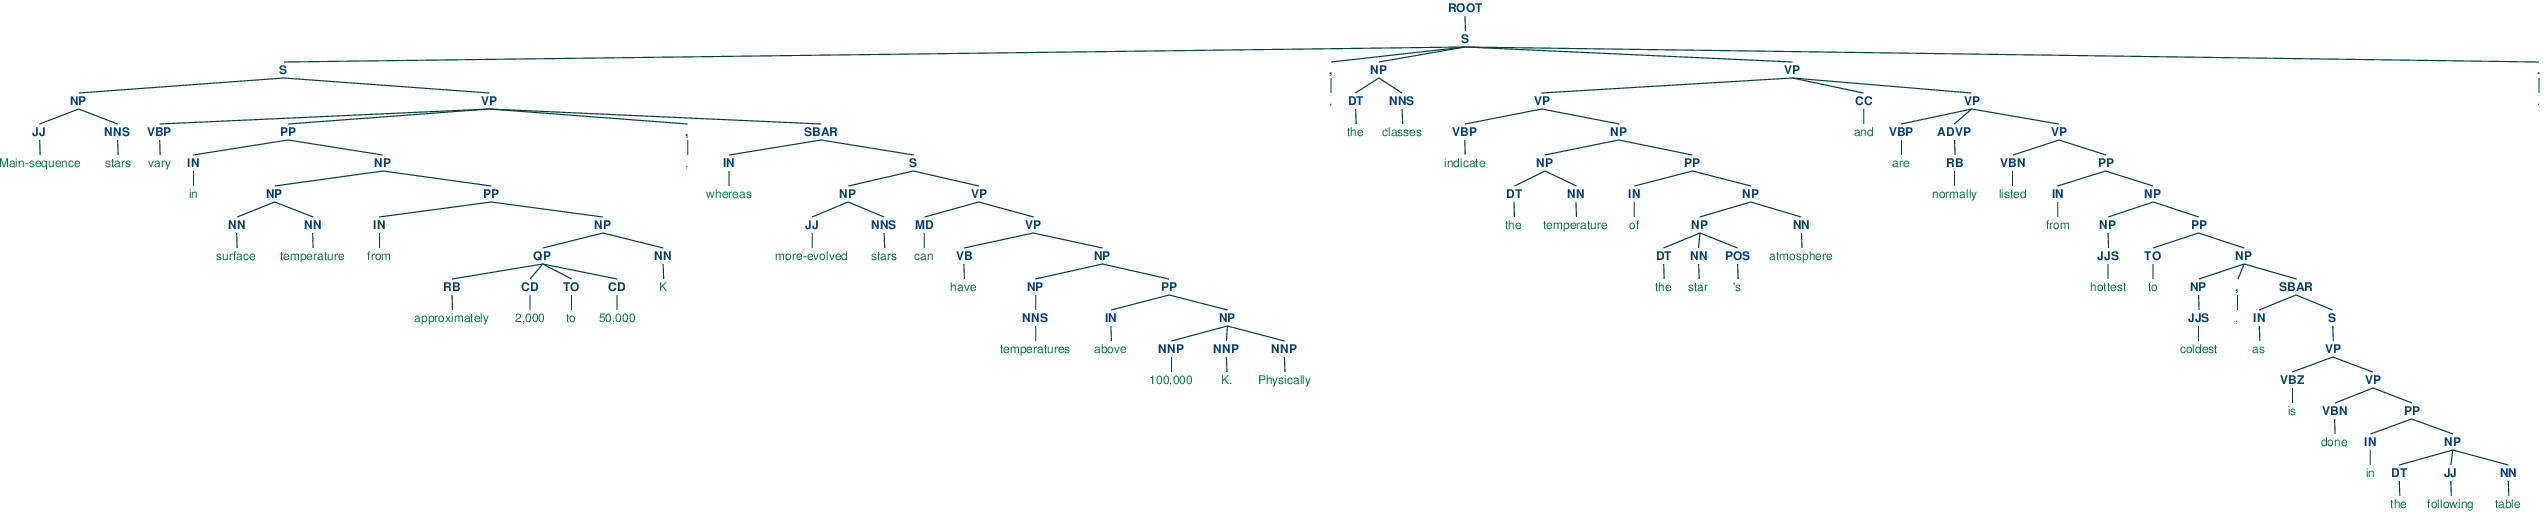 ROOT
S
S , NP VP .
NP VP DT NNS VP CC VP .
JJ NNS VBP PP , SBAR , the classes VBP NP and VBP ADVP VP
Main-sequence stars vary IN NP , IN S indicate NP PP are RB VBN PP
in NP PP whereas NP VP DT NN IN NP normally listed IN NP
NN NN IN NP JJ NNS MD VP the temperature of NP NN from NP PP
surface temperature from QP NN more-evolved stars can VB NP DT NN POS atmosphere JJS TO NP
RB CD TO CD K have NP PP the star 's hottest to NP , SBAR
approximately 2,000 to 50,000 NNS IN NP JJS , IN S
temperatures above NNP NNP NNP coldest as VP
100,000 K. Physically VBZ VP
is VBN PP
done IN NP
in DT JJ NN
the following table